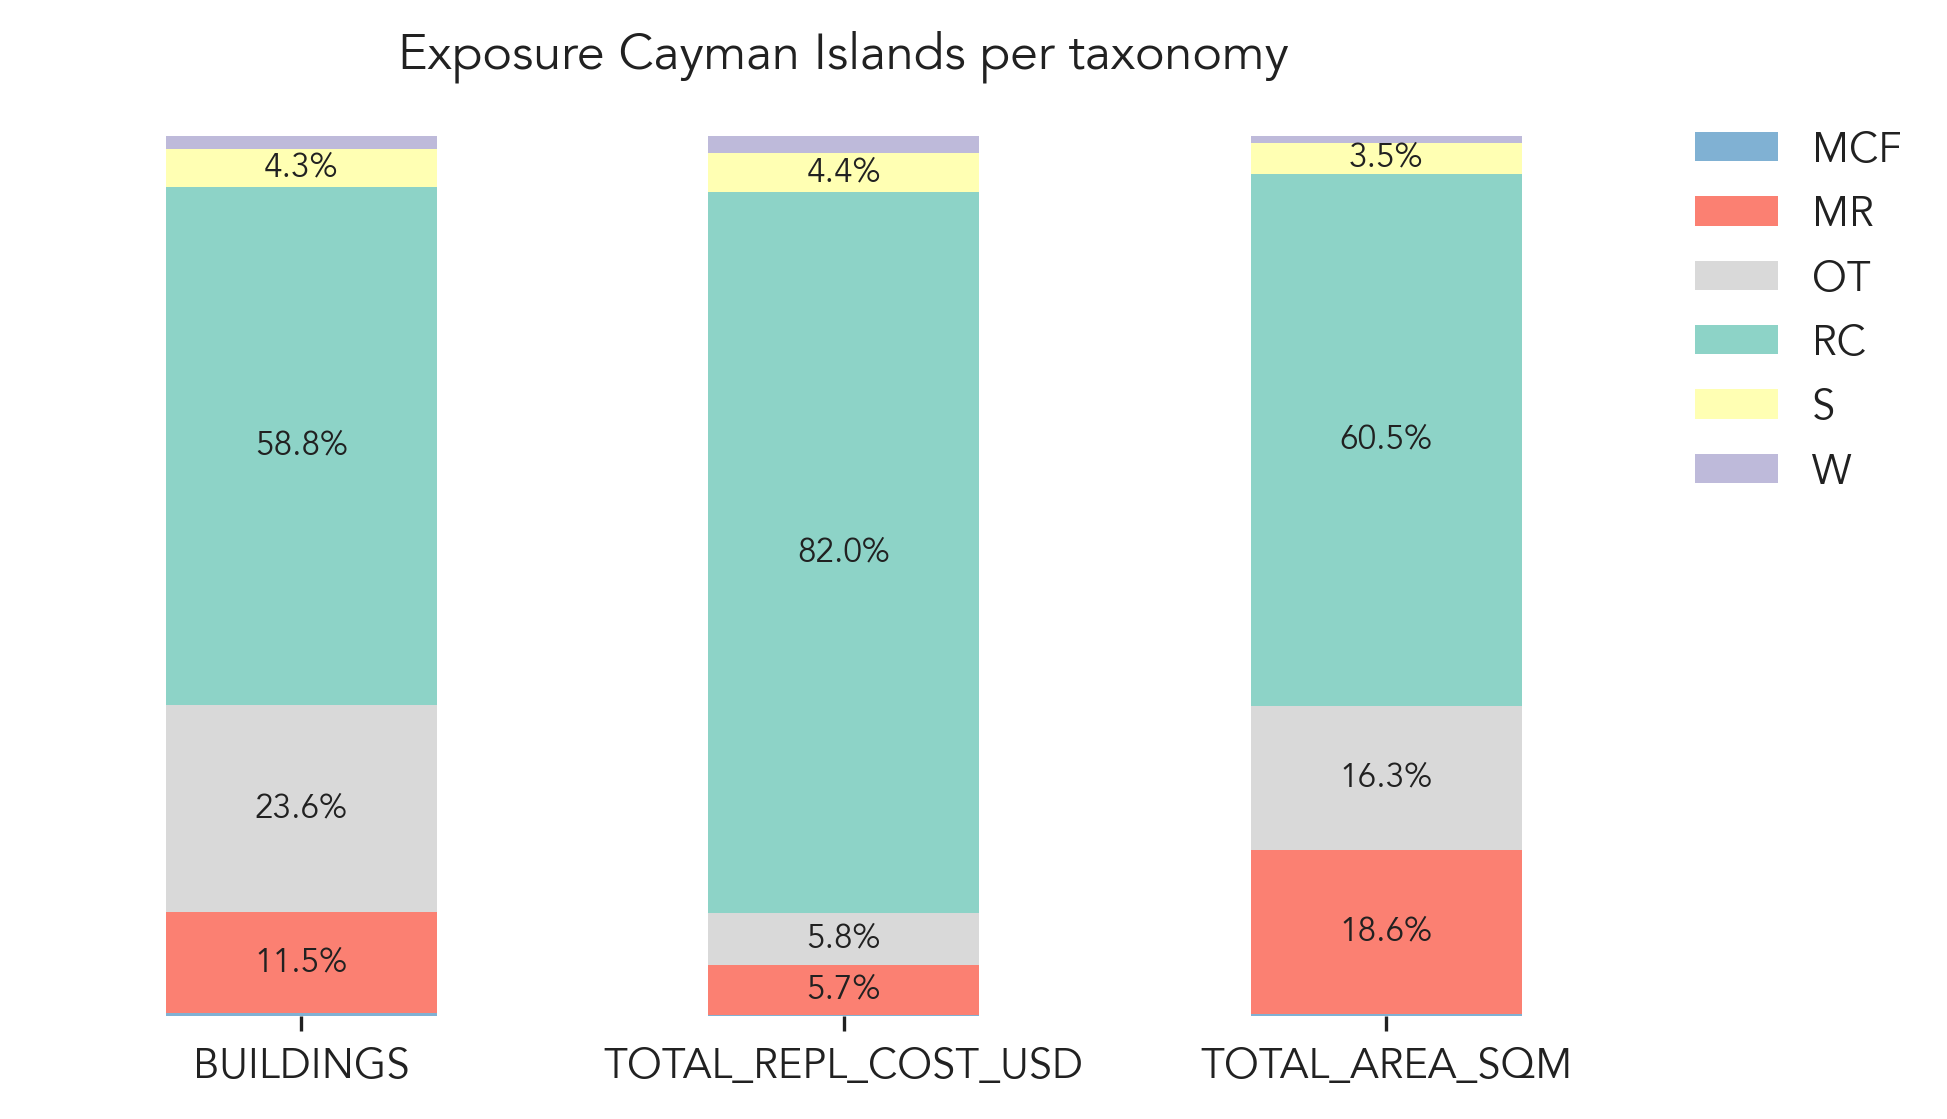 Exposure Cayman Islands per taxonomy
4.3%
58.8%
23.6%
11.5%
BUILDINGS
4.4%
82.0%
5.8%
5.7%
TOTAL_REPL_COST_USD
3.5%
60.5%
16.3%
18.6%
TOTAL_AREA_SQM
MCF
MR
OT
RC
S
W